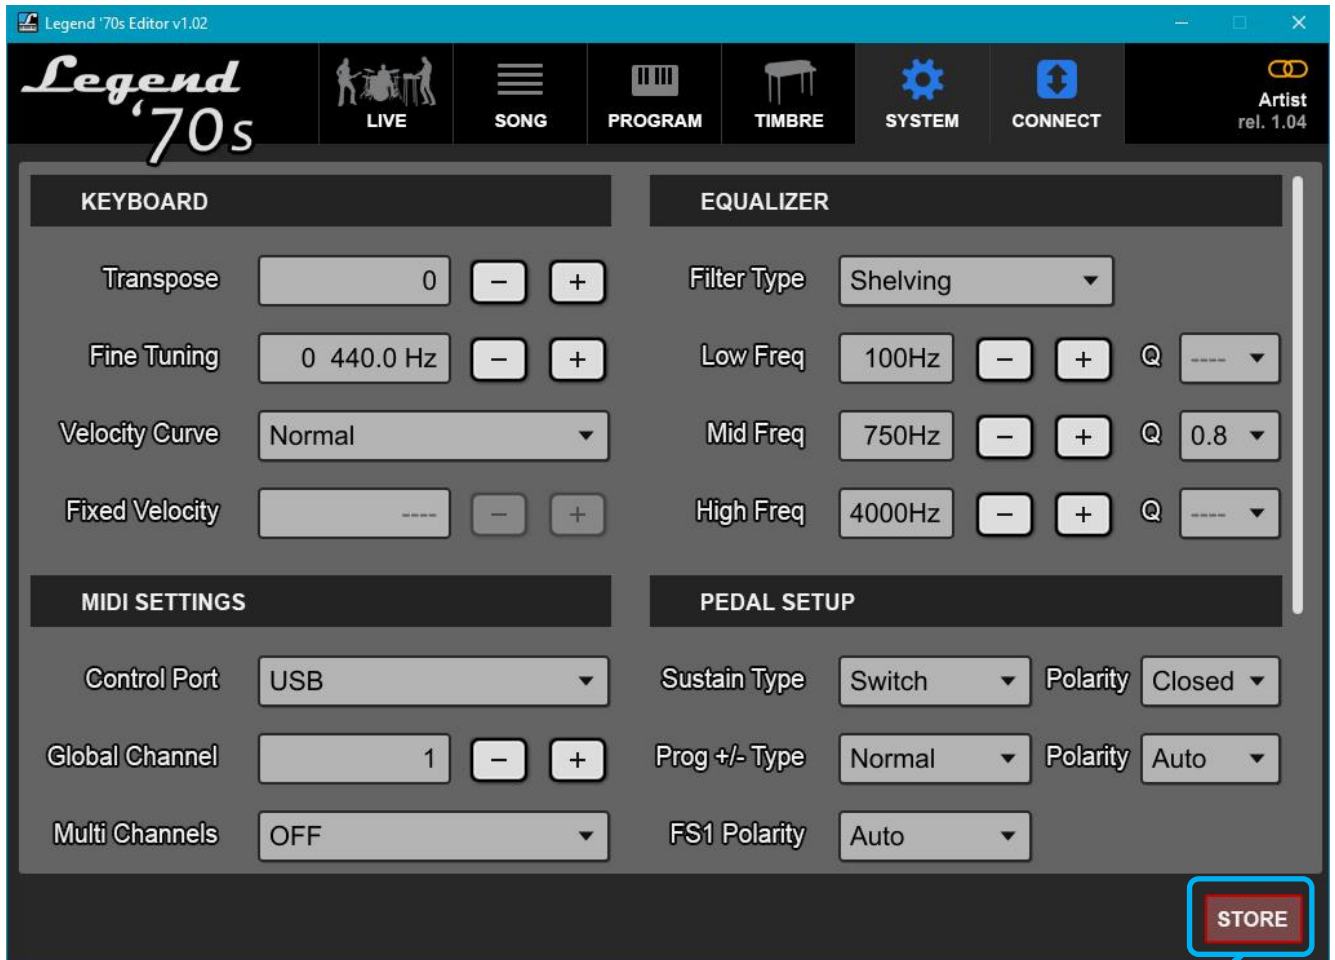 Legend '70s Editor v1.02
Legend '70s
LIVE
SONG
PROGRAM
TIMBRE
SYSTEM
CONNECT
Artist
rel. 1.04
KEYBOARD
Transpose 0 - +
Fine Tuning 0 440.0 Hz - +
Velocity Curve Normal
Fixed Velocity ---- - +
EQUALIZER
Filter Type Shelving
Low Freq 100Hz - + Q ----
Mid Freq 750Hz - + Q 0.8
High Freq 4000Hz - + Q ----
MIDI SETTINGS
Control Port USB
Global Channel 1 - +
Multi Channels OFF
PEDAL SETUP
Sustain Type Switch Polarity Closed
Prog +/- Type Normal Polarity Auto
FS1 Polarity Auto
STORE